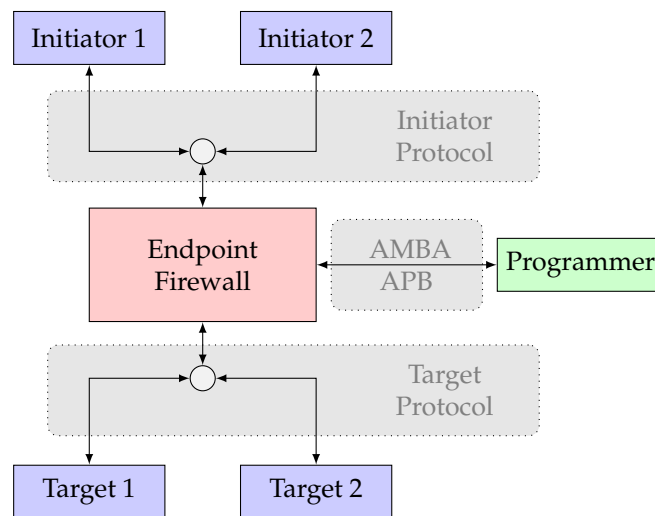 Initiator 1
Initiator 2
Initiator
Protocol
Endpoint
Firewall
AMBA
APB
Programmer
Target
Protocol
Target 1
Target 2